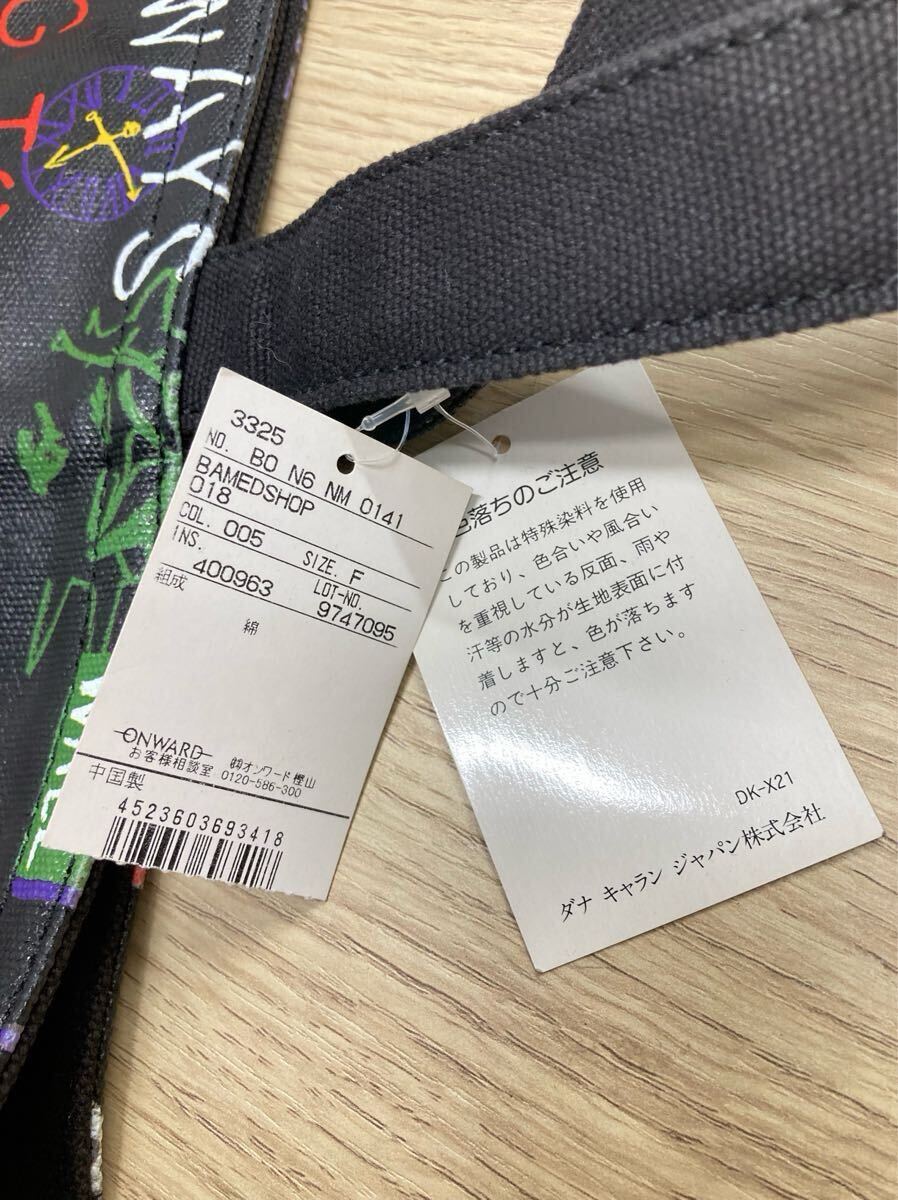 WAYS
3325
NO. BO N6 NM 0141
BAMEDSHOP
018
COL. 005 SIZE. F
INS. LOT-NO.
400963 9747095
組成
綿
ONWARD
お客様相談室 ㈱オンワード樫山
0120-586-300
中国製
4523603693418
色落ちのご注意
この製品は特殊染料を使用
しており、色合いや風合い
を重視している反面、雨や
汗等の水分が生地表面に付
着しますと、色が落ちます
ので十分ご注意下さい。
DK-X21
ダナ キャラン ジャパン株式会社